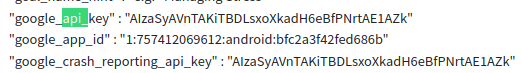 "google_api_key" : "AIzaSyAVnTAKiTBDLsxoXkadH6eBfPNrtAE1AZk"
"google_app_id" : "1:757412069612:android:bfc2a3f42fed686b"
"google_crash_reporting_api_key" : "AIzaSyAVnTAKiTBDLsxoXkadH6eBfPNrtAE1AZk"